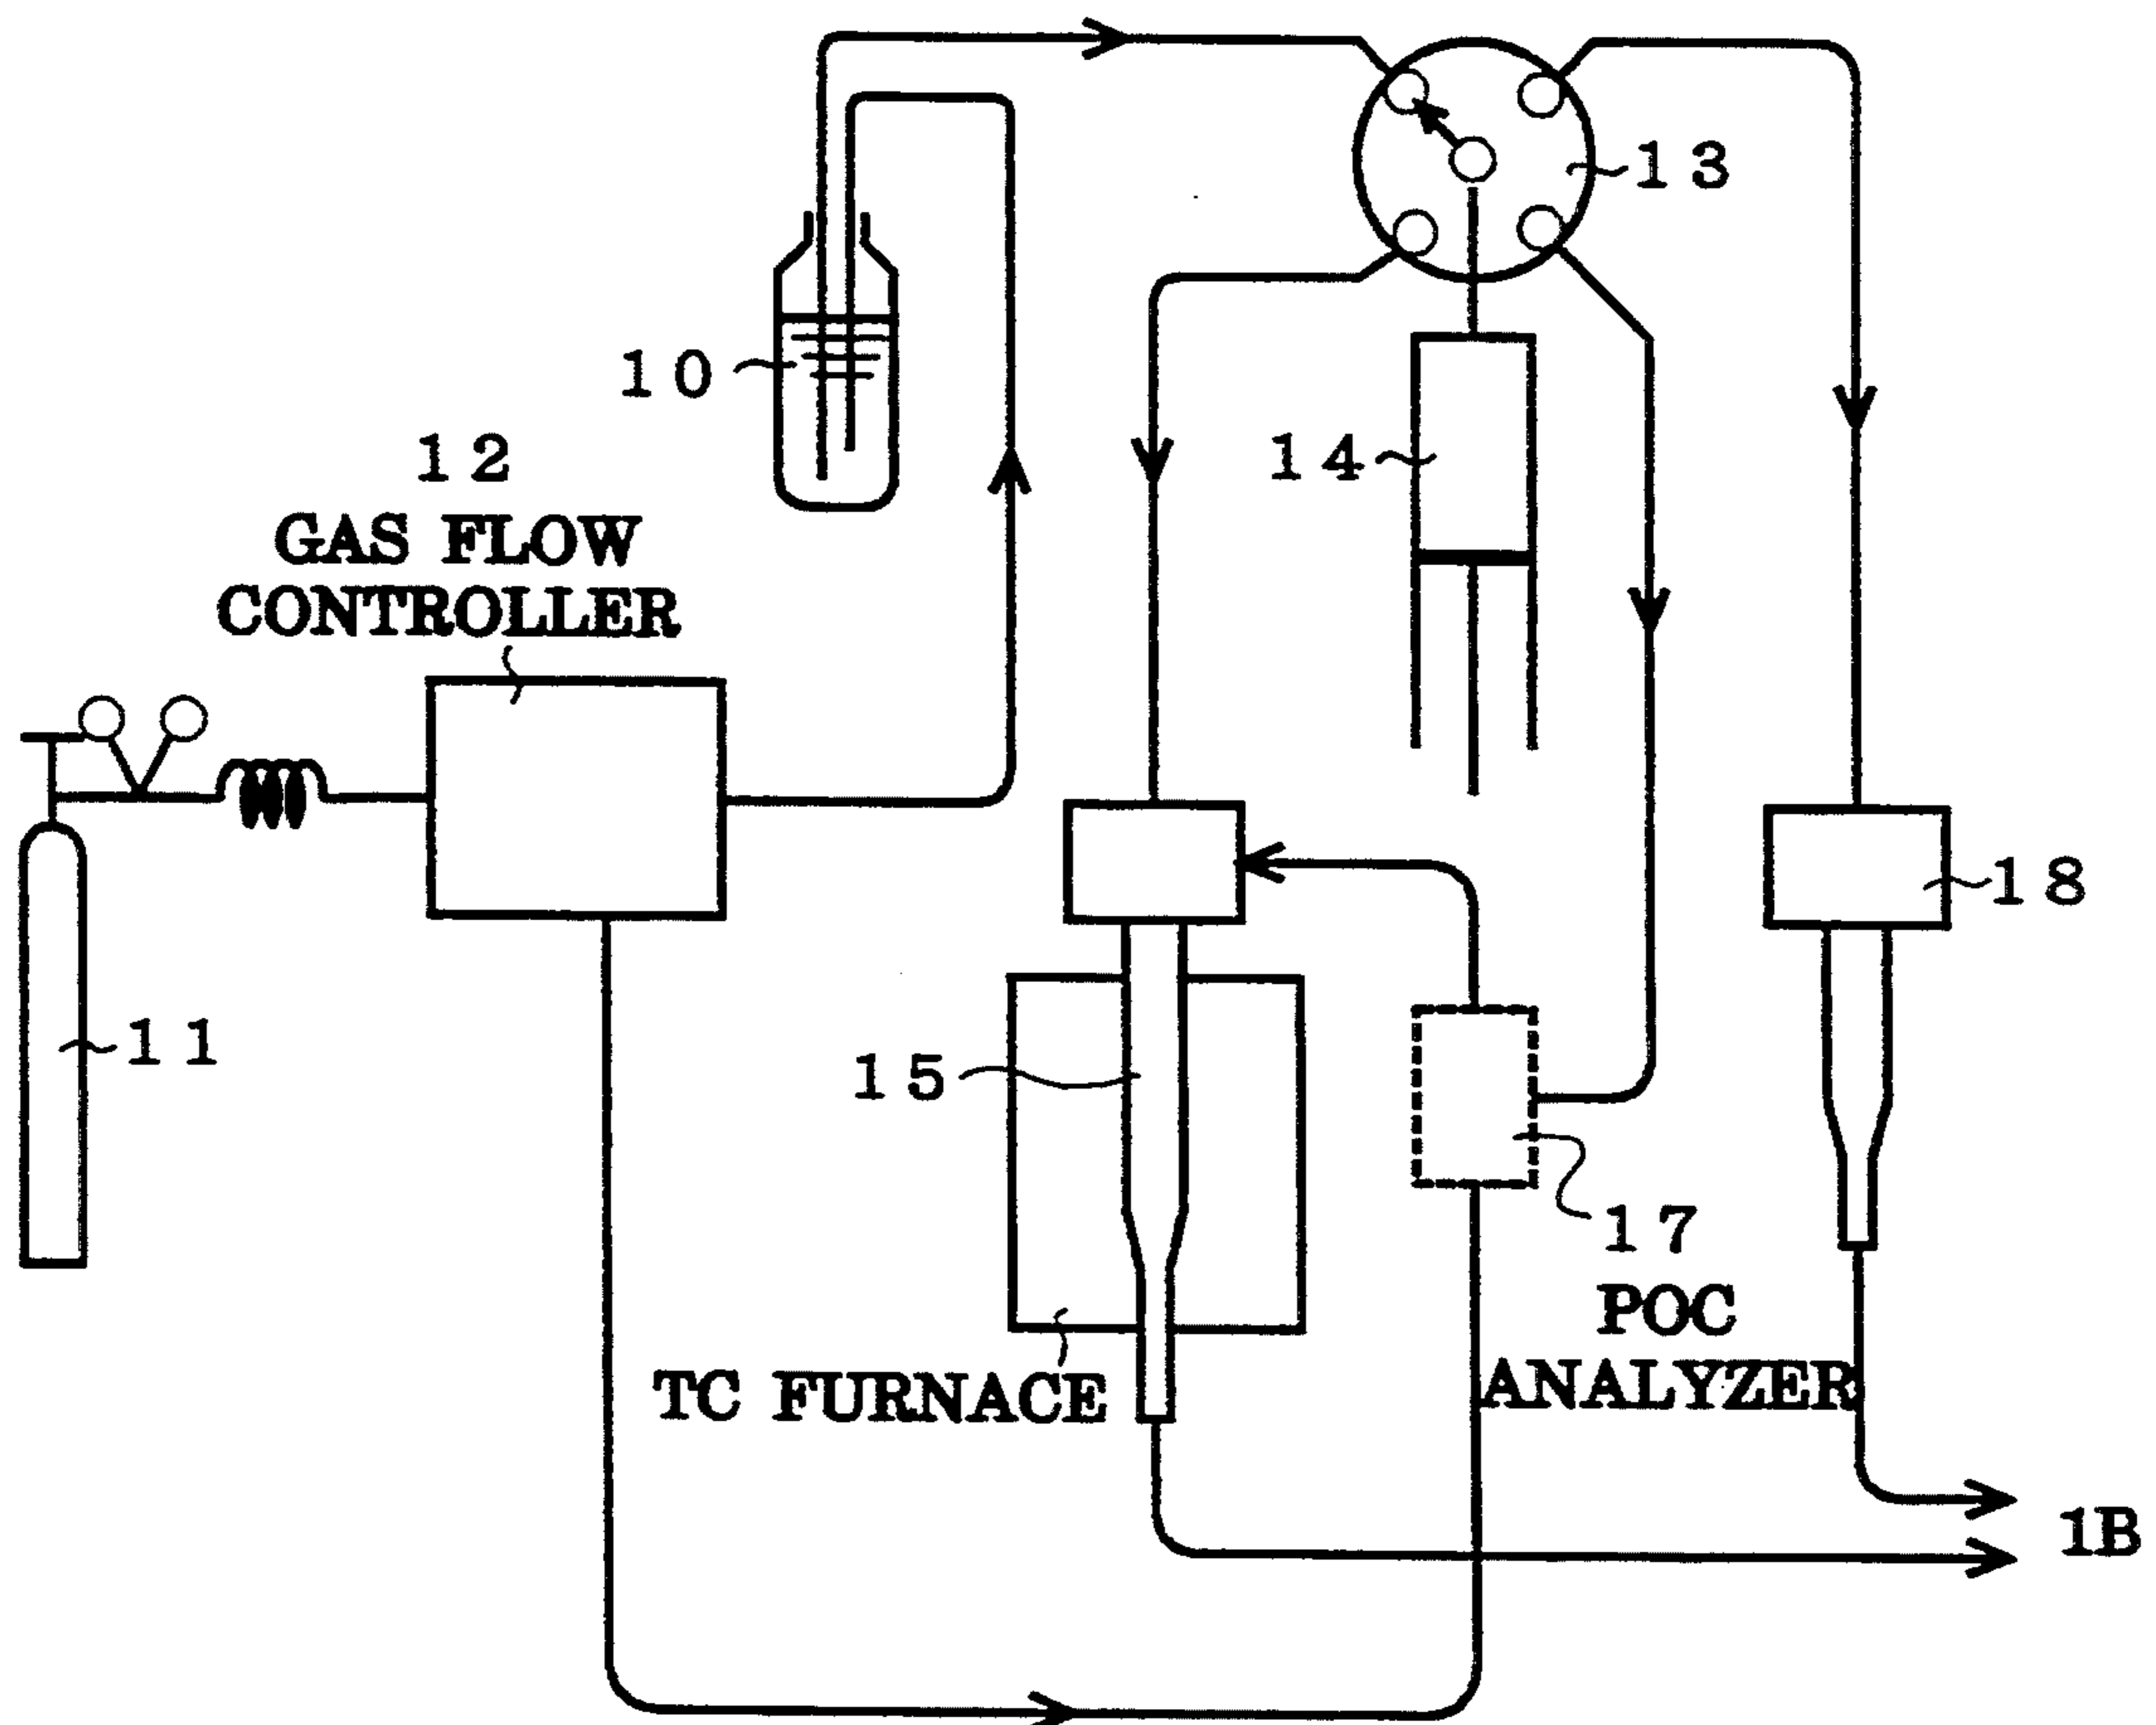 13
10
14
12
GAS FLOW
CONTROLLER
18
11
15
17
POC
ANALYZER
TC FURNACE
1B